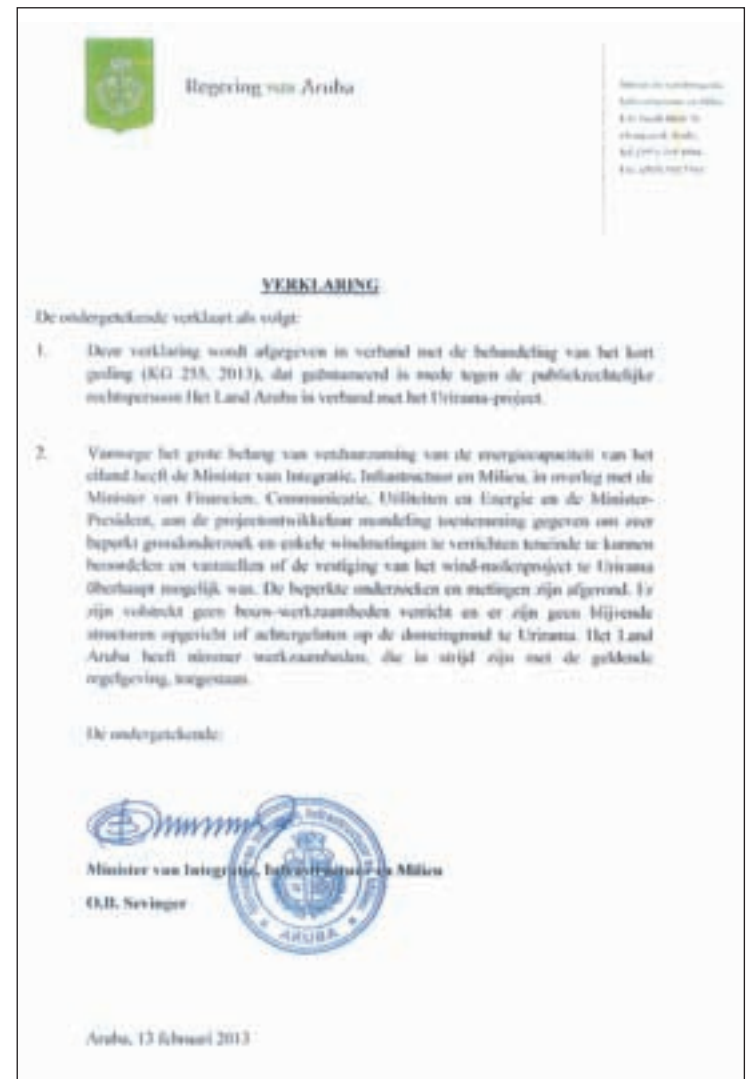 Regering van Aruba
VERKLARING
De ondergetekende verklaart als volgt:
1. Deze verklaring wordt afgegeven in verband met de behandeling van het kort
geding (KG 255, 2013), dat geëntameerd is mede tegen de publiekrechtelijke
rechtspersoon Het Land Aruba in verband met het Urirama-project.
2. Vanwege het grote belang van verduurzaming van de energiecapaciteit van het
eiland heeft de Minister van Integratie, Infrastructuur en Milieu, in overleg met de
Minister van Financien, Communicatie, Utiliteiten en Energie en de Minister-
President, aan de projectontwikkelaar mondeling toestemming gegeven om zeer
beperkt grondonderzoek en enkele windmetingen te verrichten teneinde te kunnen
beoordelen en vaststellen of de vestiging van het wind-molenproject te Urirama
überhaupt mogelijk was. De beperkte onderzoeken en metingen zijn afgerond. Er
zijn volstrekt geen bouw-werkzaamheden verricht en er zijn geen blijvende
structuren opgericht of achtergelaten op de domeingrond te Urirama. Het Land
Aruba heeft nimmer werkzaamheden, die in strijd zijn met de geldende
regelgeving, toegestaan.
De ondergetekende:
Minister van Integratie, Infrastructuur en Milieu
O.B. Sevinger
ARUBA
Aruba, 13 februari 2013